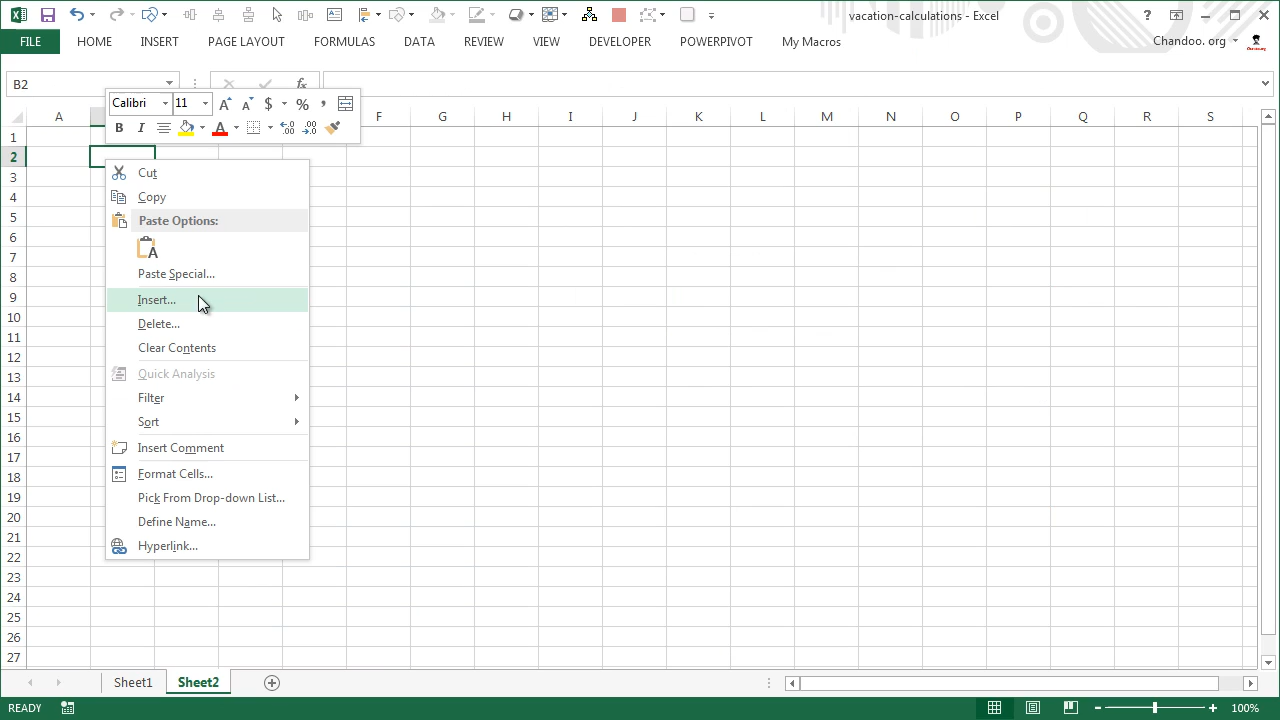 vacation-calculations - Excel
FILE HOME INSERT PAGE LAYOUT FORMULAS DATA REVIEW VIEW DEVELOPER POWERPIVOT My Macros Chandoo. org
B2 fx
Calibri 11 A A $ % ,
B I A
A F G H I J K L M N O P Q R S
1
2
3
4
5
6
7
8
9
10
11
12
13
14
15
16
17
18
19
20
21
22
23
24
25
26
27
Cut
Copy
Paste Options:
A
Paste Special...
Insert...
Delete...
Clear Contents
Quick Analysis
Filter
Sort
Insert Comment
Format Cells...
Pick From Drop-down List...
Define Name...
Hyperlink...
Sheet1 Sheet2
READY 100%